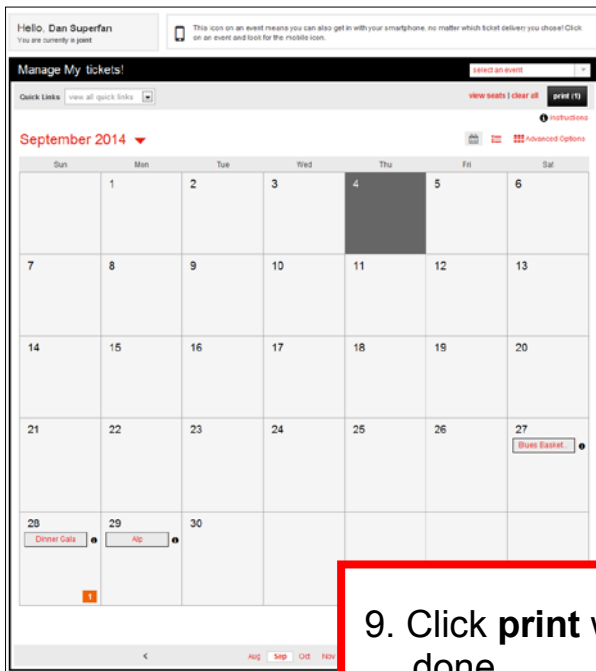 Hello, Dan Superfan
You are currently in point
This icon on an event means you can also get in with your smartphone, no matter which ticket delivery you chose! Click
on an event and look for the mobile icon.
Manage My tickets!
select an event
Quick Links view all quick links
view seats | clear all print (1)
instructions
September 2014
Advanced Options
Sun Mon Tue Wed Thu Fri Sat
1 2 3 4 5 6
7 8 9 10 11 12 13
14 15 16 17 18 19 20
21 22 23 24 25 26 27
Blues Basket..
28 29 30
Dinner Gala Alp
1
< Aug Sep Oct Nov
9. Click print
done